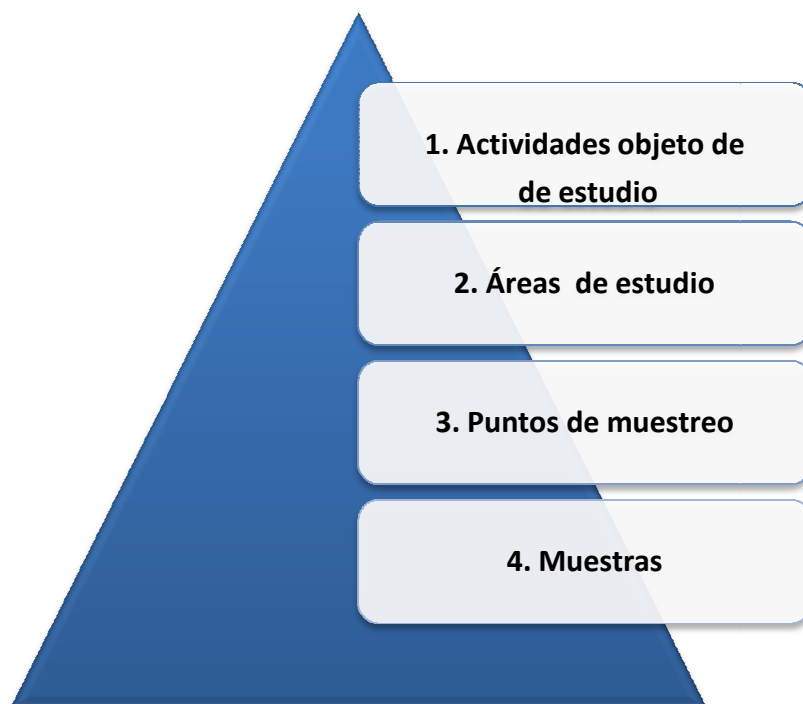 1. Actividades objeto de
de estudio
2. Áreas de estudio
3. Puntos de muestreo
4. Muestras